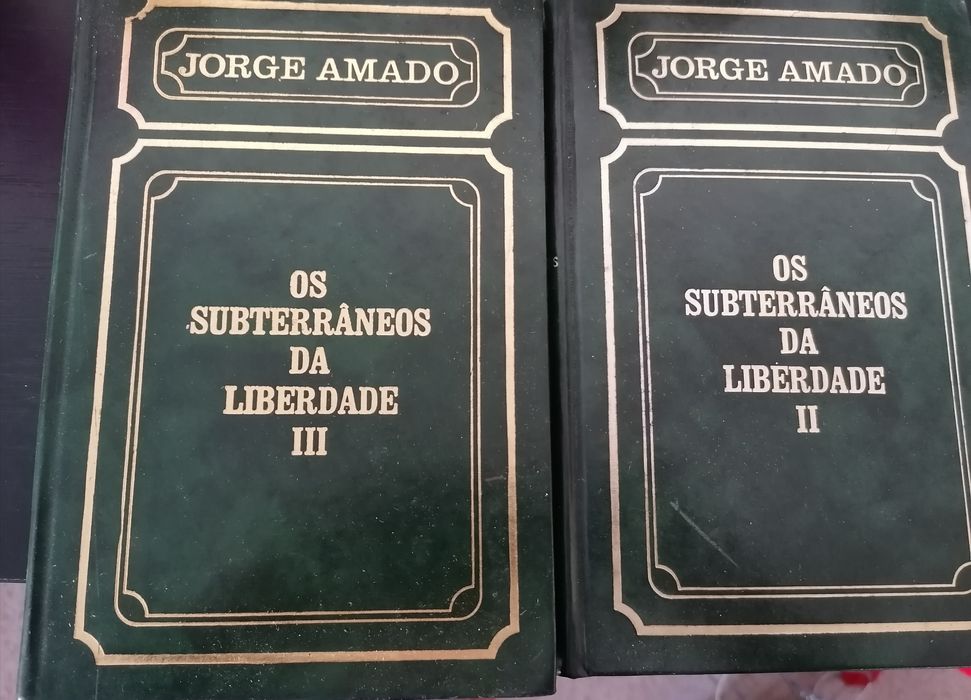 JORGE AMADO
OS
SUBTERRÂNEOS
DA
LIBERDADE
III
JORGE AMADO
OS
SUBTERRÂNEOS
DA
LIBERDADE
II